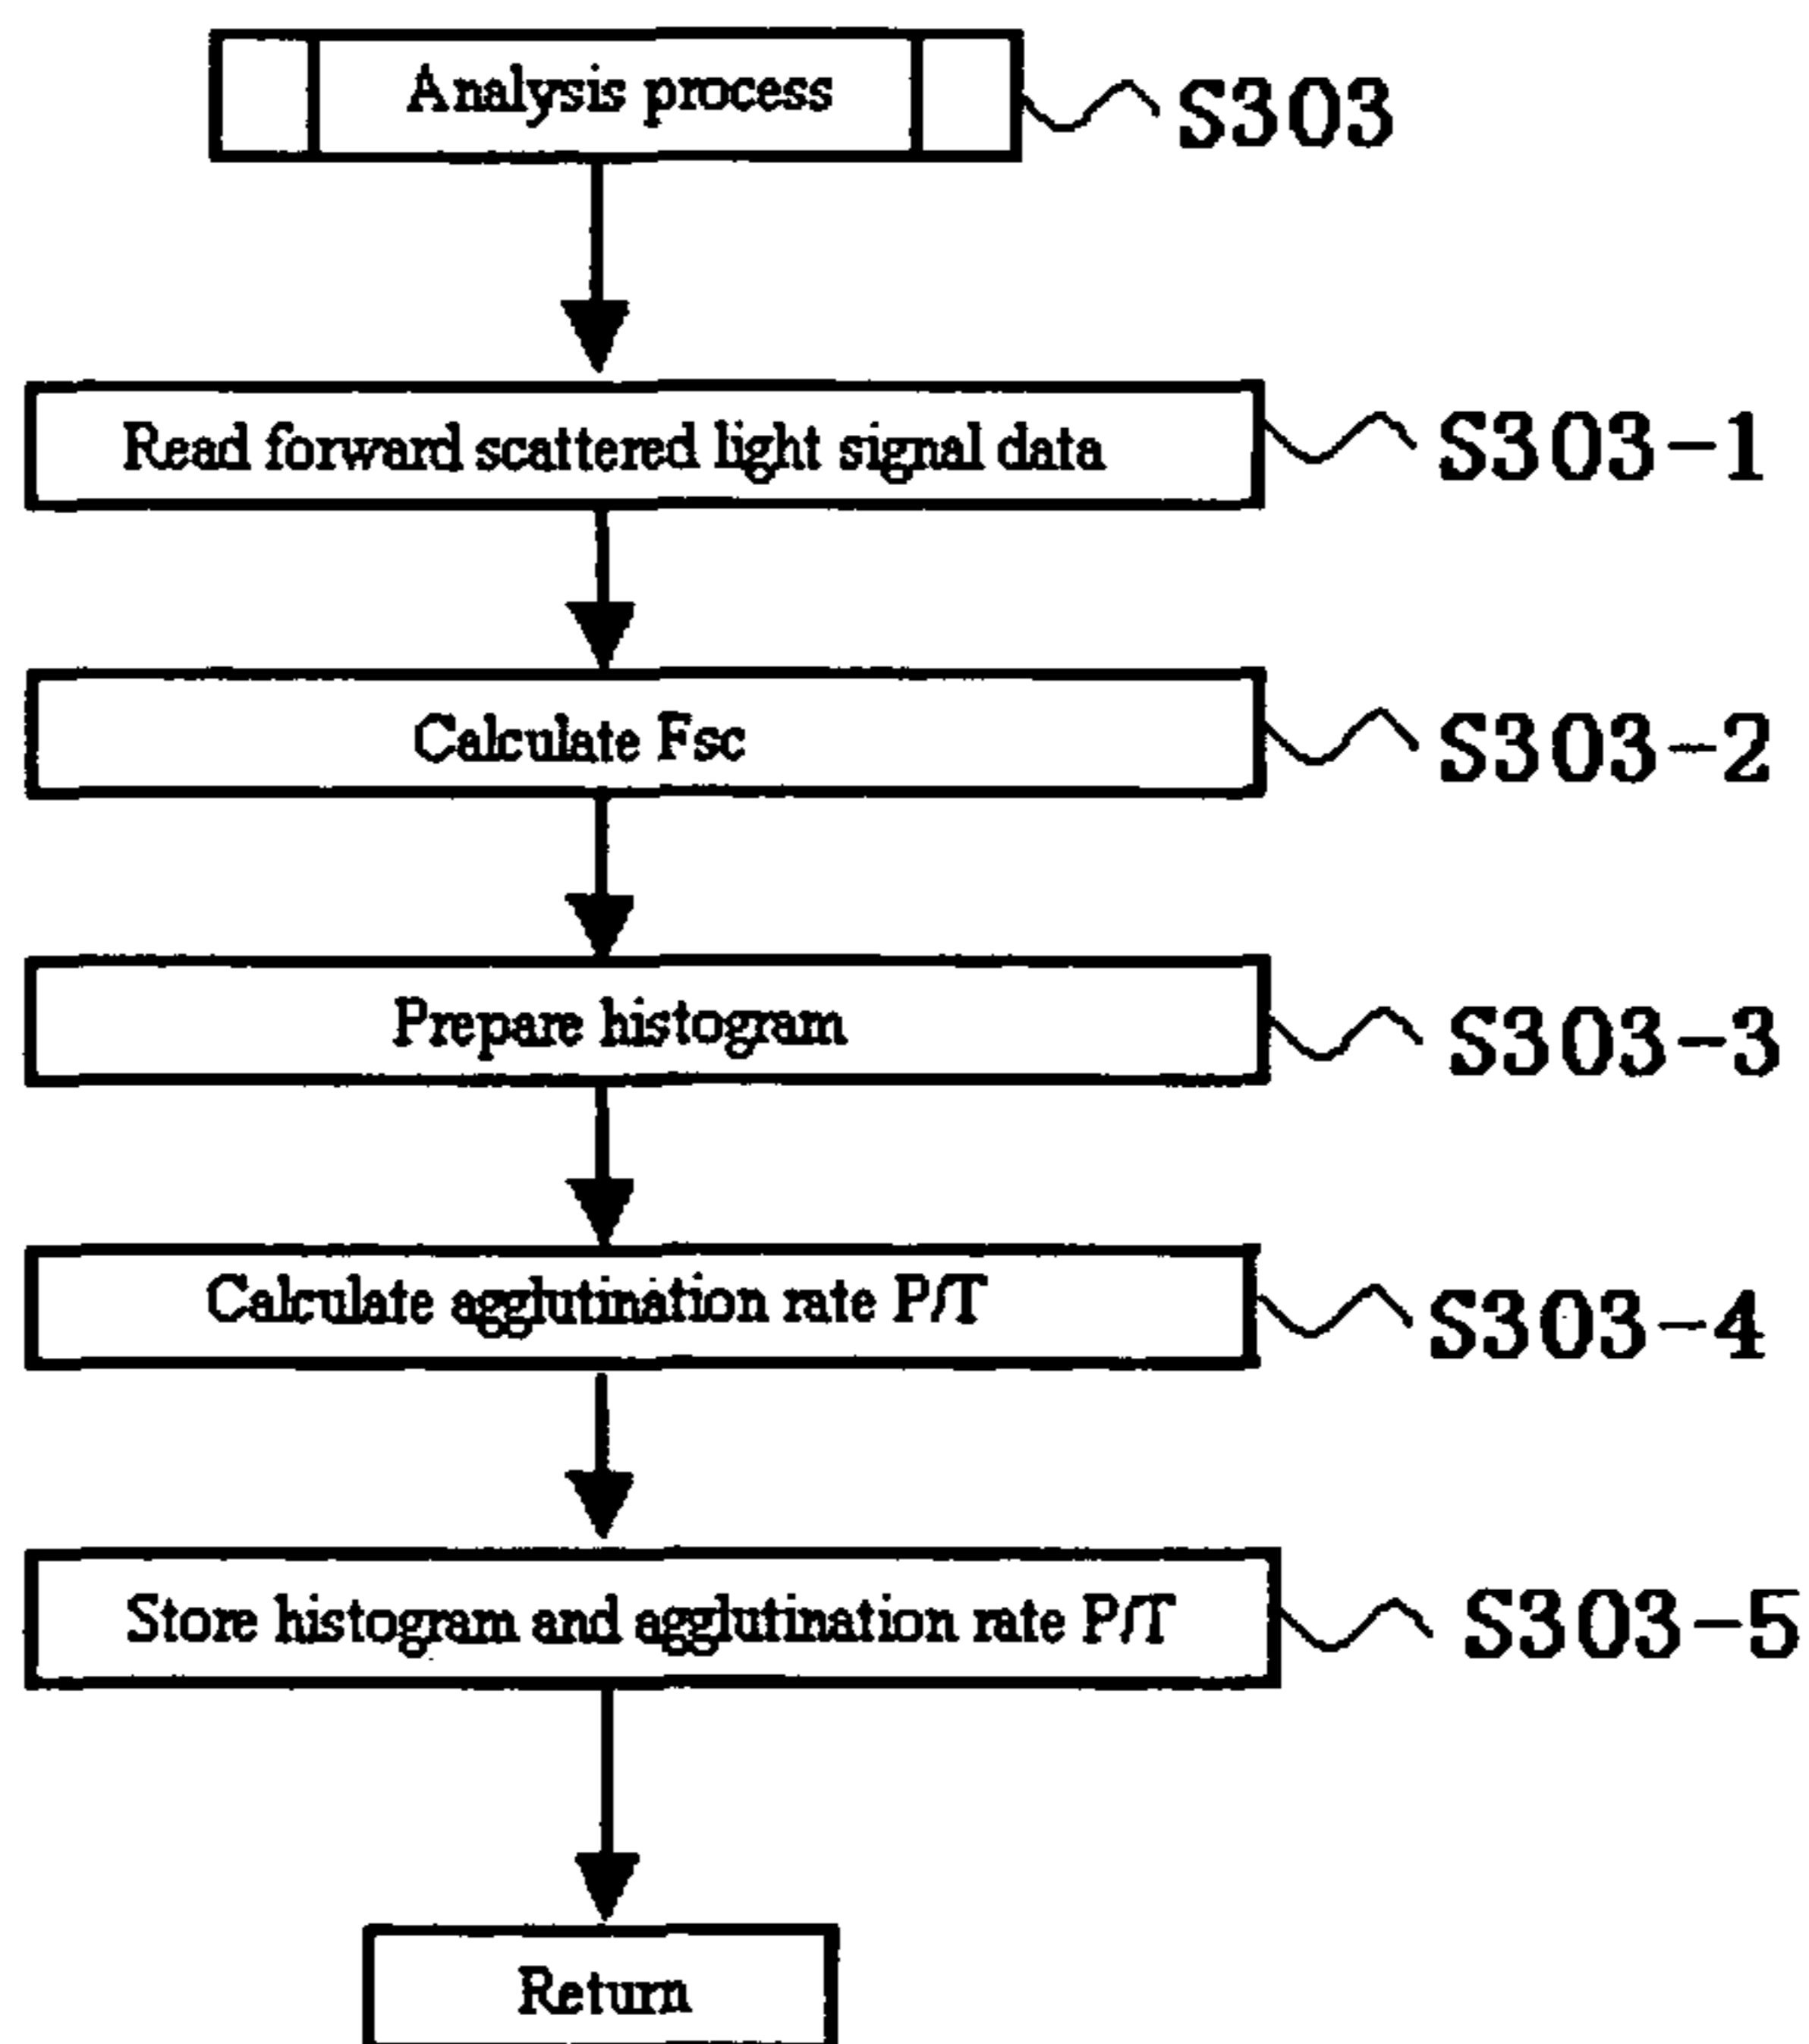 Analysis process
S303
Read forward scattered light signal data
S303-1
Calculate Fsc
S303-2
Prepare histogram
S303-3
Calculate agglutination rate P/T
S303-4
Store histogram and agglutination rate P/T
S303-5
Return